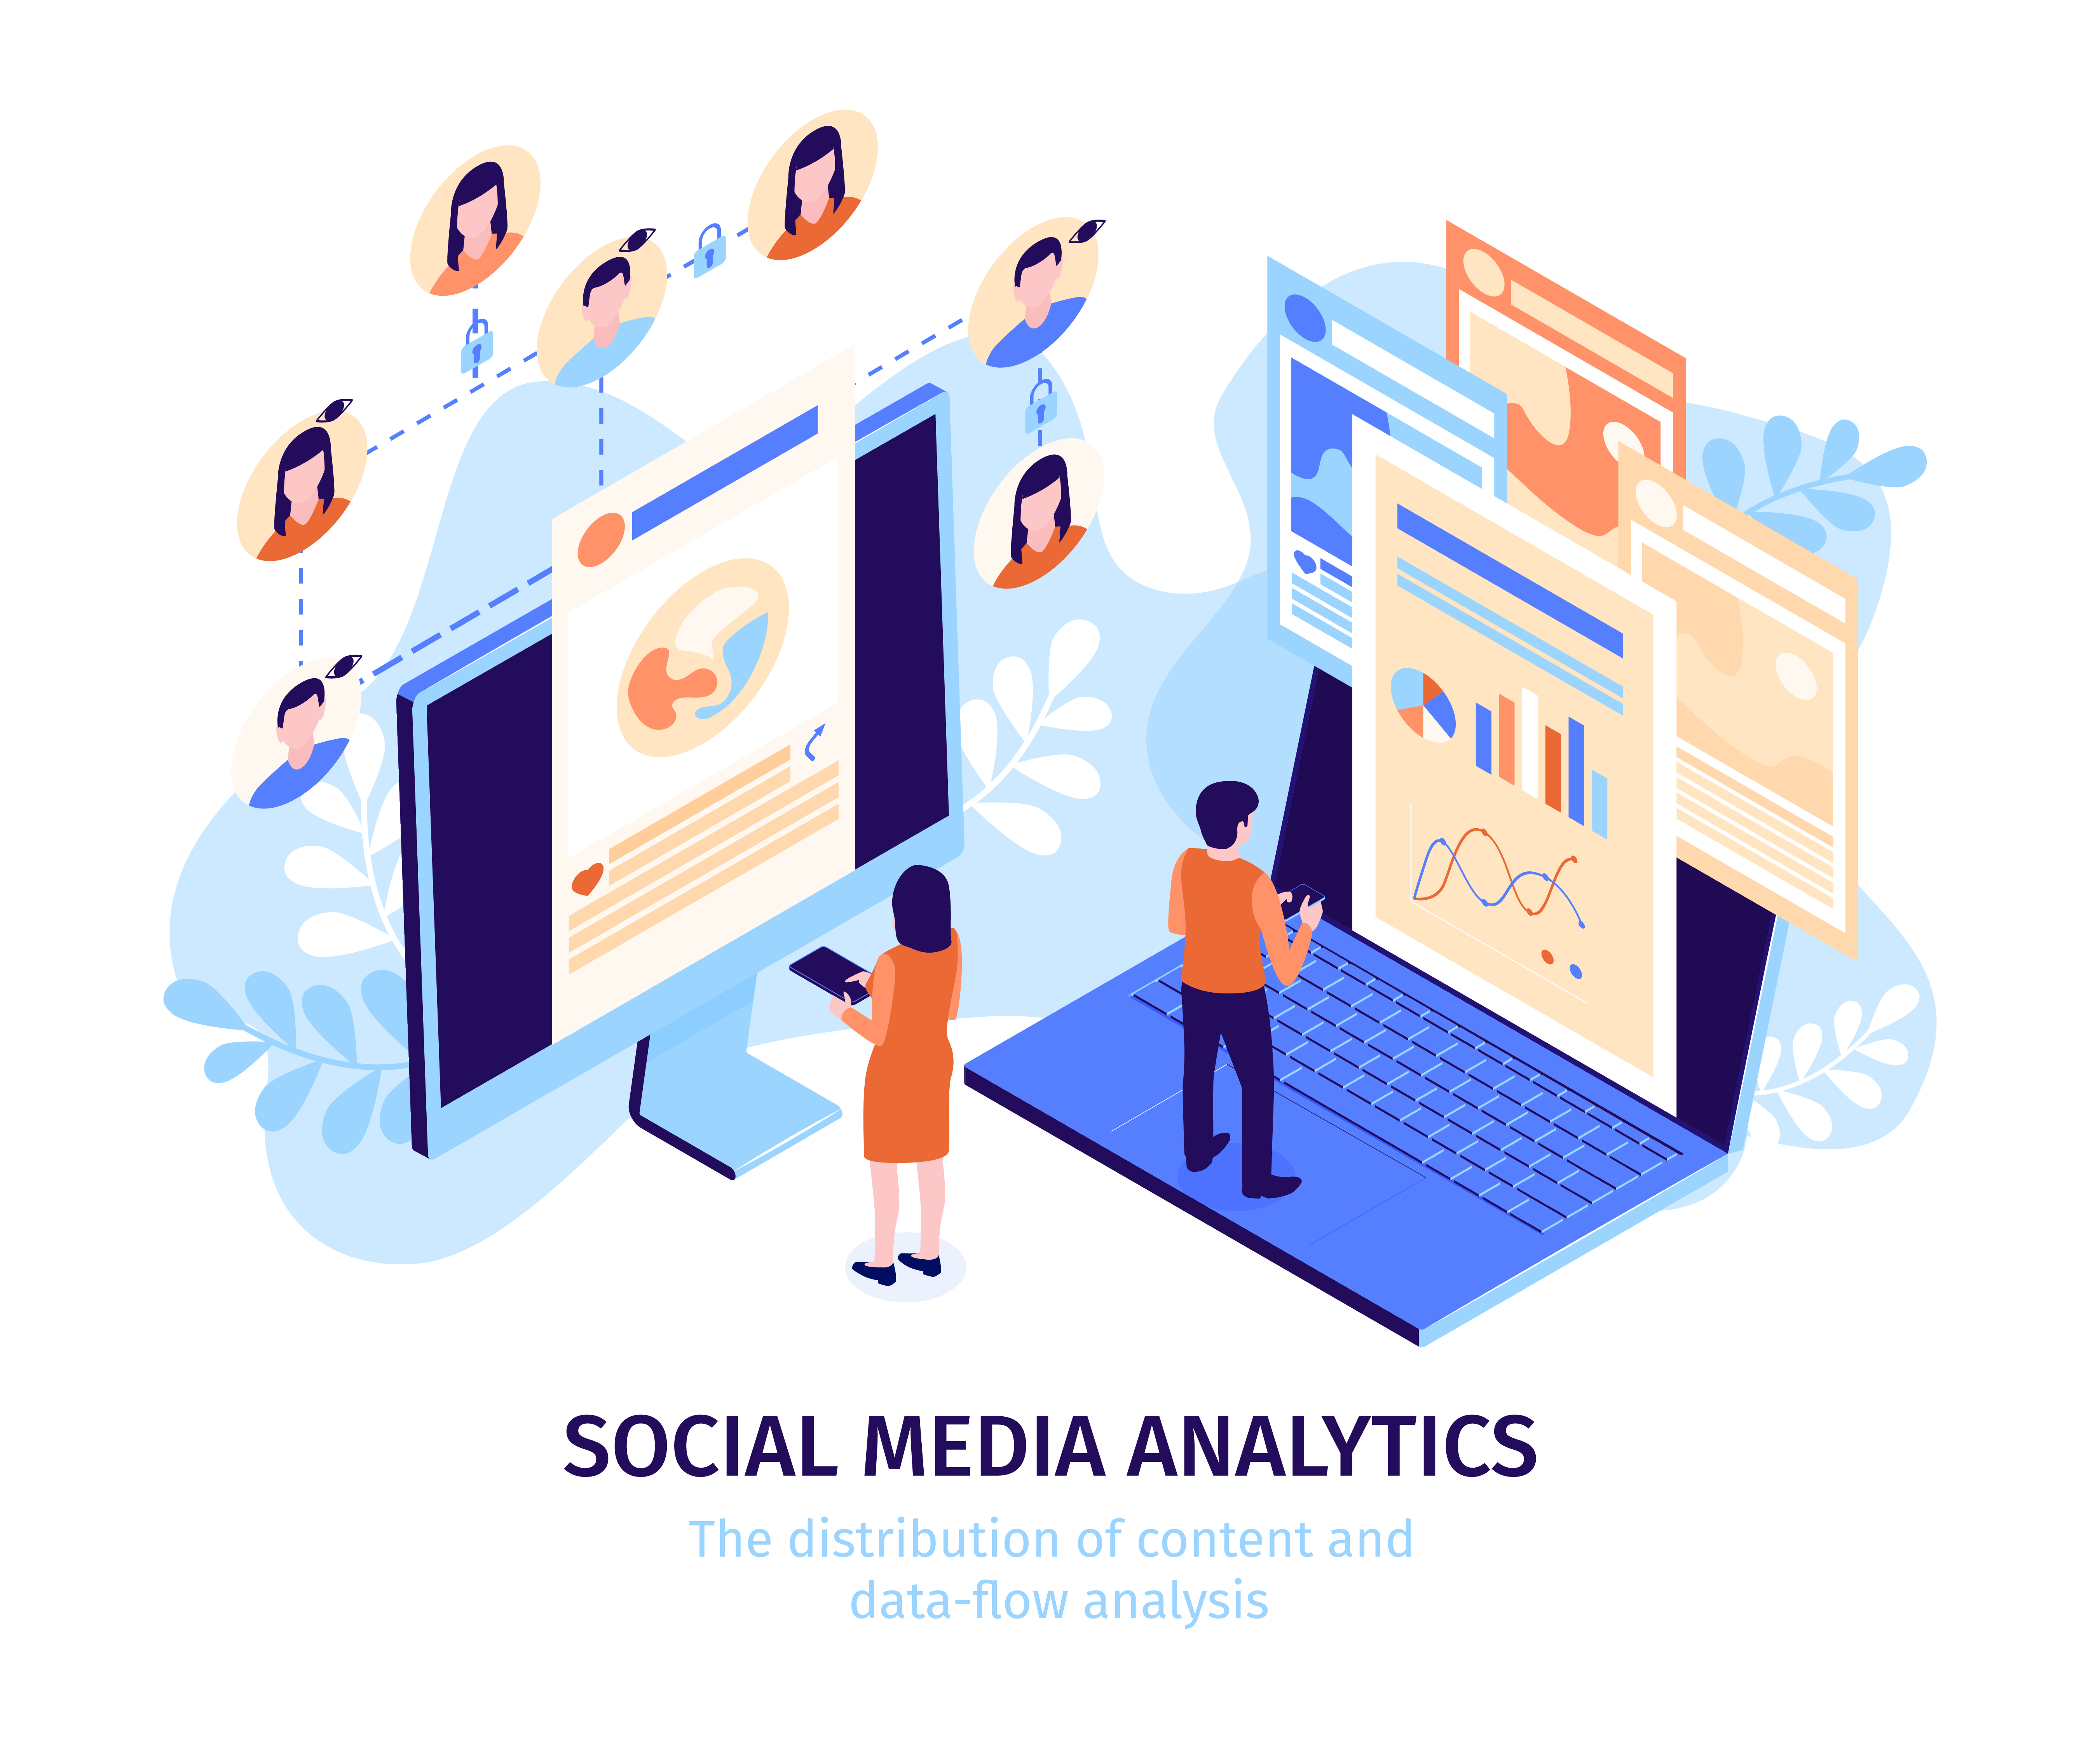 SOCIAL MEDIA ANALYTICS
The distribution of content and
data-flow analysis